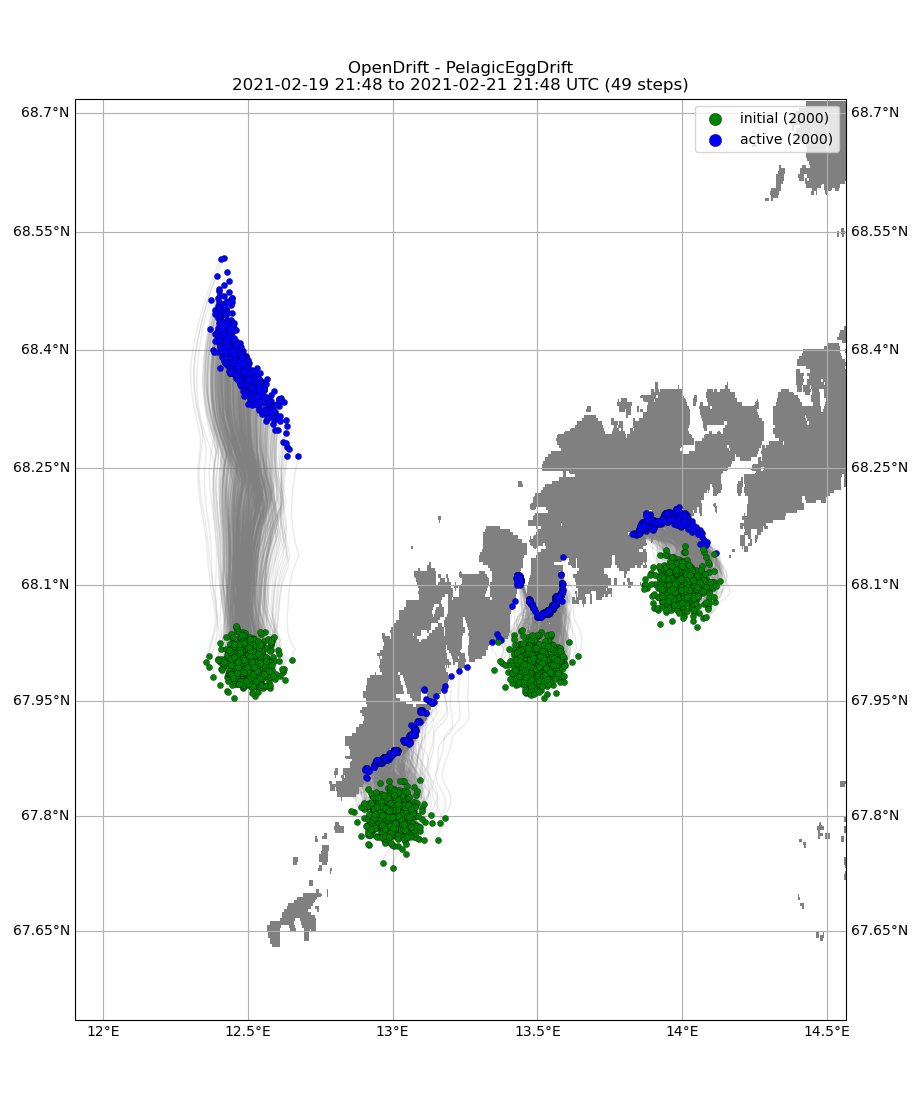 OpenDrift - PelagicEggDrift
2021-02-19 21:48 to 2021-02-21 21:48 UTC (49 steps)
initial (2000)
active (2000)
68.7°N 68.7°N
68.55°N 68.55°N
68.4°N 68.4°N
68.25°N 68.25°N
68.1°N 68.1°N
67.95°N 67.95°N
67.8°N 67.8°N
67.65°N 67.65°N
12°E 12.5°E 13°E 13.5°E 14°E 14.5°E